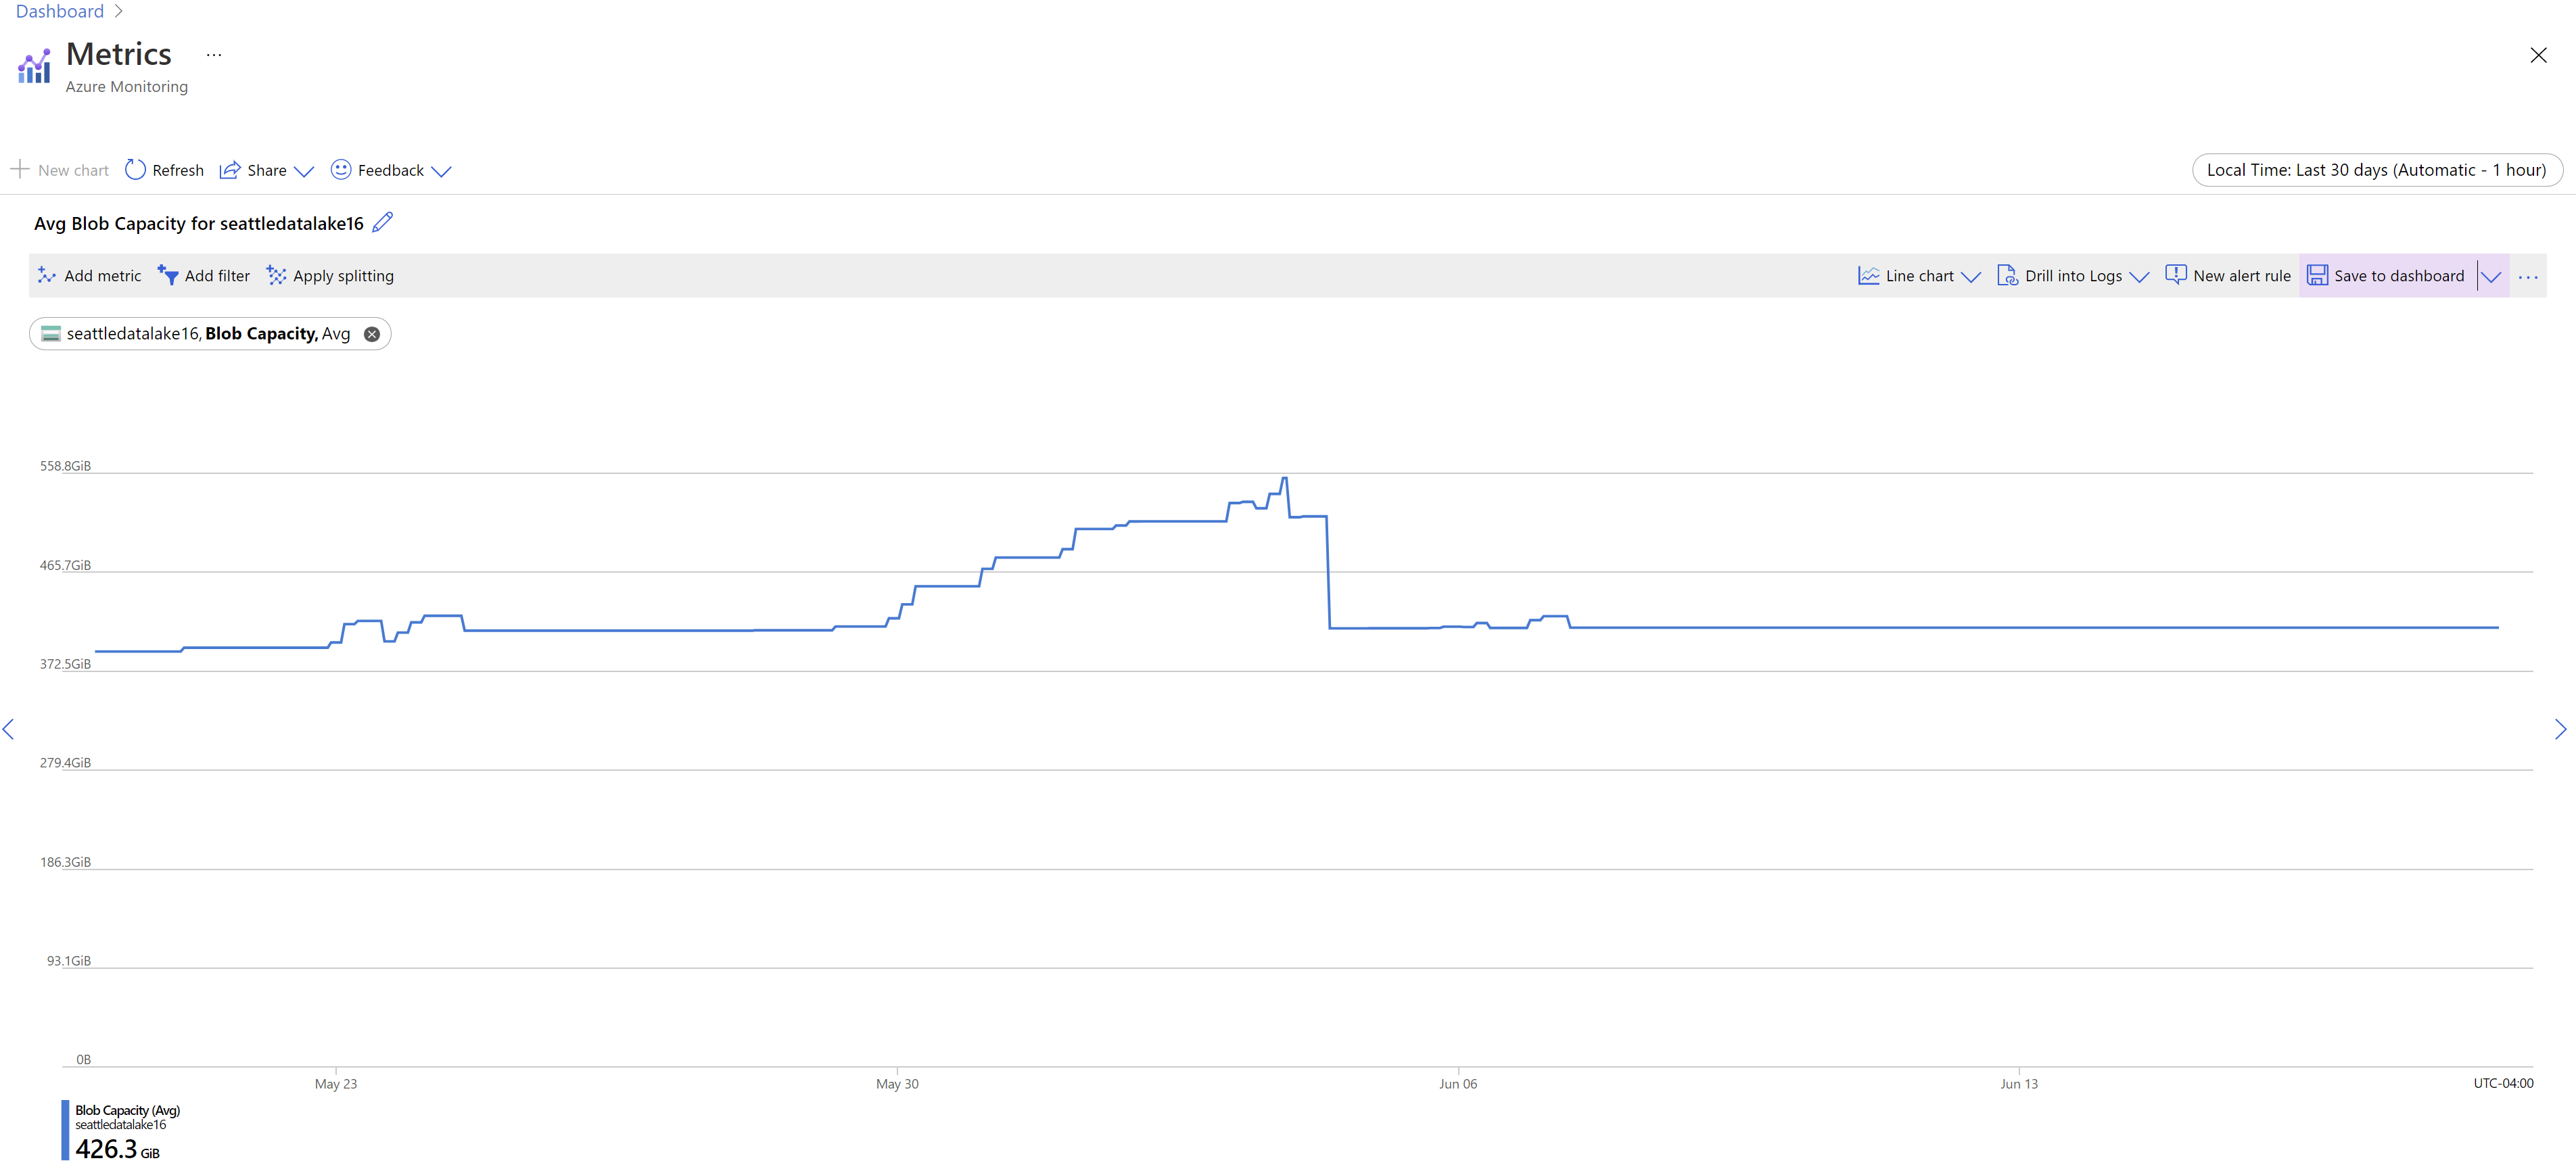 Dashboard
Metrics ...
Azure Monitoring
New chart Refresh Share Feedback
Local Time: Last 30 days (Automatic - 1 hour)
Avg Blob Capacity for seattledatalake16
Add metric Add filter Apply splitting Line chart Drill into Logs New alert rule Save to dashboard ...
seattledatalake16, Blob Capacity, Avg
558.8GiB
465.7GiB
372.5GiB
279.4GiB
186.3GiB
93.1GiB
0B
May 23 May 30 Jun 06 Jun 13 UTC-04:00
Blob Capacity (Avg)
seattledatalake16
426.3 GiB